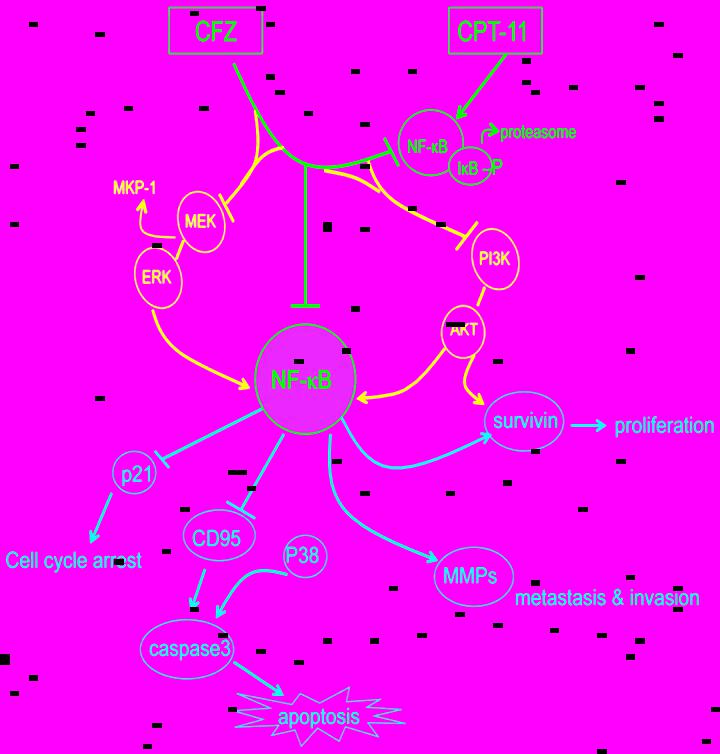 CFZ
CPT-11
NF-κB
proteasome
IκB –P
MKP-1
MEK
PI3K
ERK
AKT
NF-κB
survivin
proliferation
p21
CD95
P38
Cell cycle arrest
MMPs
metastasis & invasion
caspase3
apoptosis